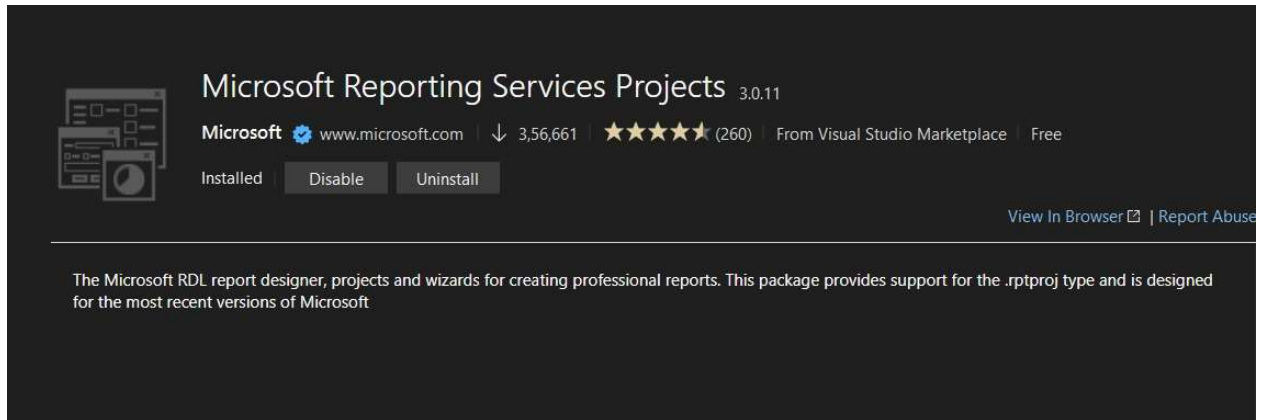 Microsoft Reporting Services Projects 3.0.11
Microsoft www.microsoft.com 3,56,661 (260) From Visual Studio Marketplace Free
Installed Disable Uninstall
View In Browser | Report Abuse
The Microsoft RDL report designer, projects and wizards for creating professional reports. This package provides support for the .rptproj type and is designed
for the most recent versions of Microsoft